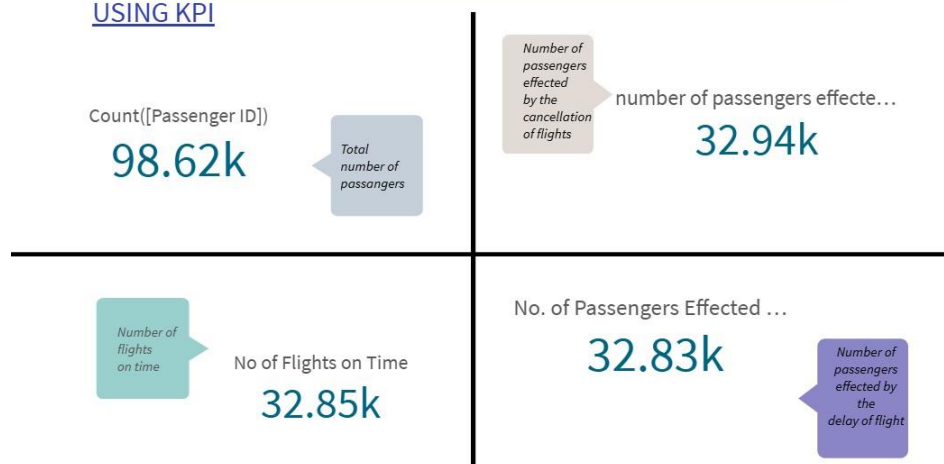 USING KPI
Count([Passenger ID])
98.62k
Total
number of
passangers
Number of
passengers
effected
by the
cancellation
of flights
number of passengers effecte…
32.94k
Number of
flights
on time
No of Flights on Time
32.85k
No. of Passengers Effected …
32.83k
Number of
passengers
effected by
the
delay of flight